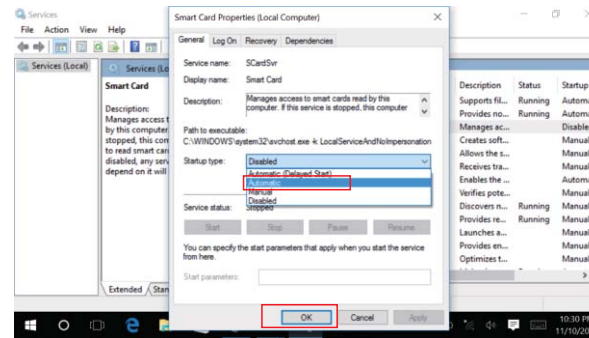 Services
File Action View Help
Services (Local)
Services (Lo
Smart Card
Description:
Manages access t
by this computer
stopped, this con
to read smart car
disabled, any serv
depend on it will
Extended
Stan
Smart Card Properties (Local Computer)
General Log On Recovery Dependencies
Service name: SCardSvr
Display name: Smart Card
Description: Manages access to smart cards read by this
computer. If this service is stopped, this computer
Path to executable:
C:\WINDOWS\system32\svchost.exe -k LocalServiceAndNoImpersonation
Startup type: Disabled
Automatic (Delayed Start)
Automatic
Manual
Disabled
Service status: Stopped
Start Stop Pause Resume
You can specify the start parameters that apply when you start the service
from here.
Start parameters:
OK Cancel Apply
Description Status Startup
Supports fil... Running Autom
Provides no... Running Autom
Manages ac... Disable
Creates soft... Manual
Allows the s... Manual
Receives tra... Manual
Enables the ... Autom
Verifies pote... Manual
Discovers n... Running Manual
Provides re... Running Manual
Launches a... Manual
Provides en... Manual
Optimizes t... Manual
10:30 P
11/10/20